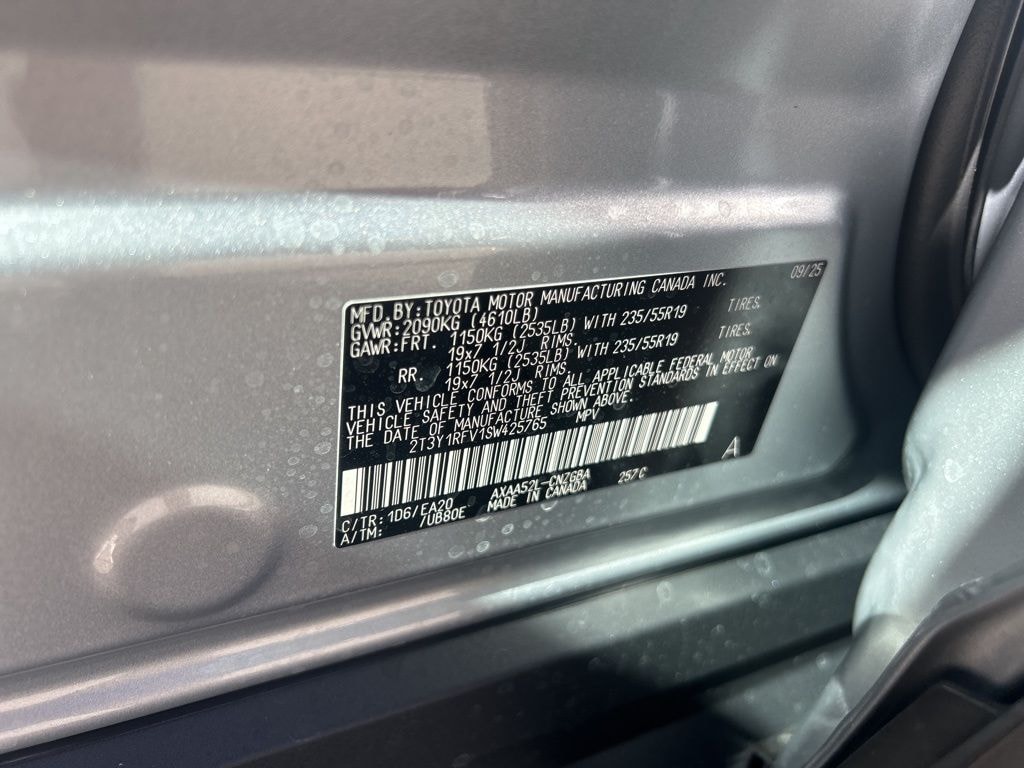 MFD.BY:TOYOTA MOTOR MANUFACTURING CANADA INC. 09/25
GVWR:2090KG (4610LB)
GAWR:FRT. 1150KG (2535LB) WITH 235/55R19 TIRES.
19x7 1/2J RIMS.
RR. 1150KG (2535LB) WITH 235/55R19 TIRES.
19x7 1/2J RIMS.
THIS VEHICLE CONFORMS TO ALL APPLICABLE FEDERAL MOTOR
VEHICLE SAFETY AND THEFT PREVENTION STANDARDS IN EFFECT ON
THE DATE OF MANUFACTURE SHOWN ABOVE.
2T3Y1RFV1SW425765 MPV
A
C/TR: 1D6/EA20 AXAA52L-CNZGBA 257C
A/TM: /UB80E MADE IN CANADA